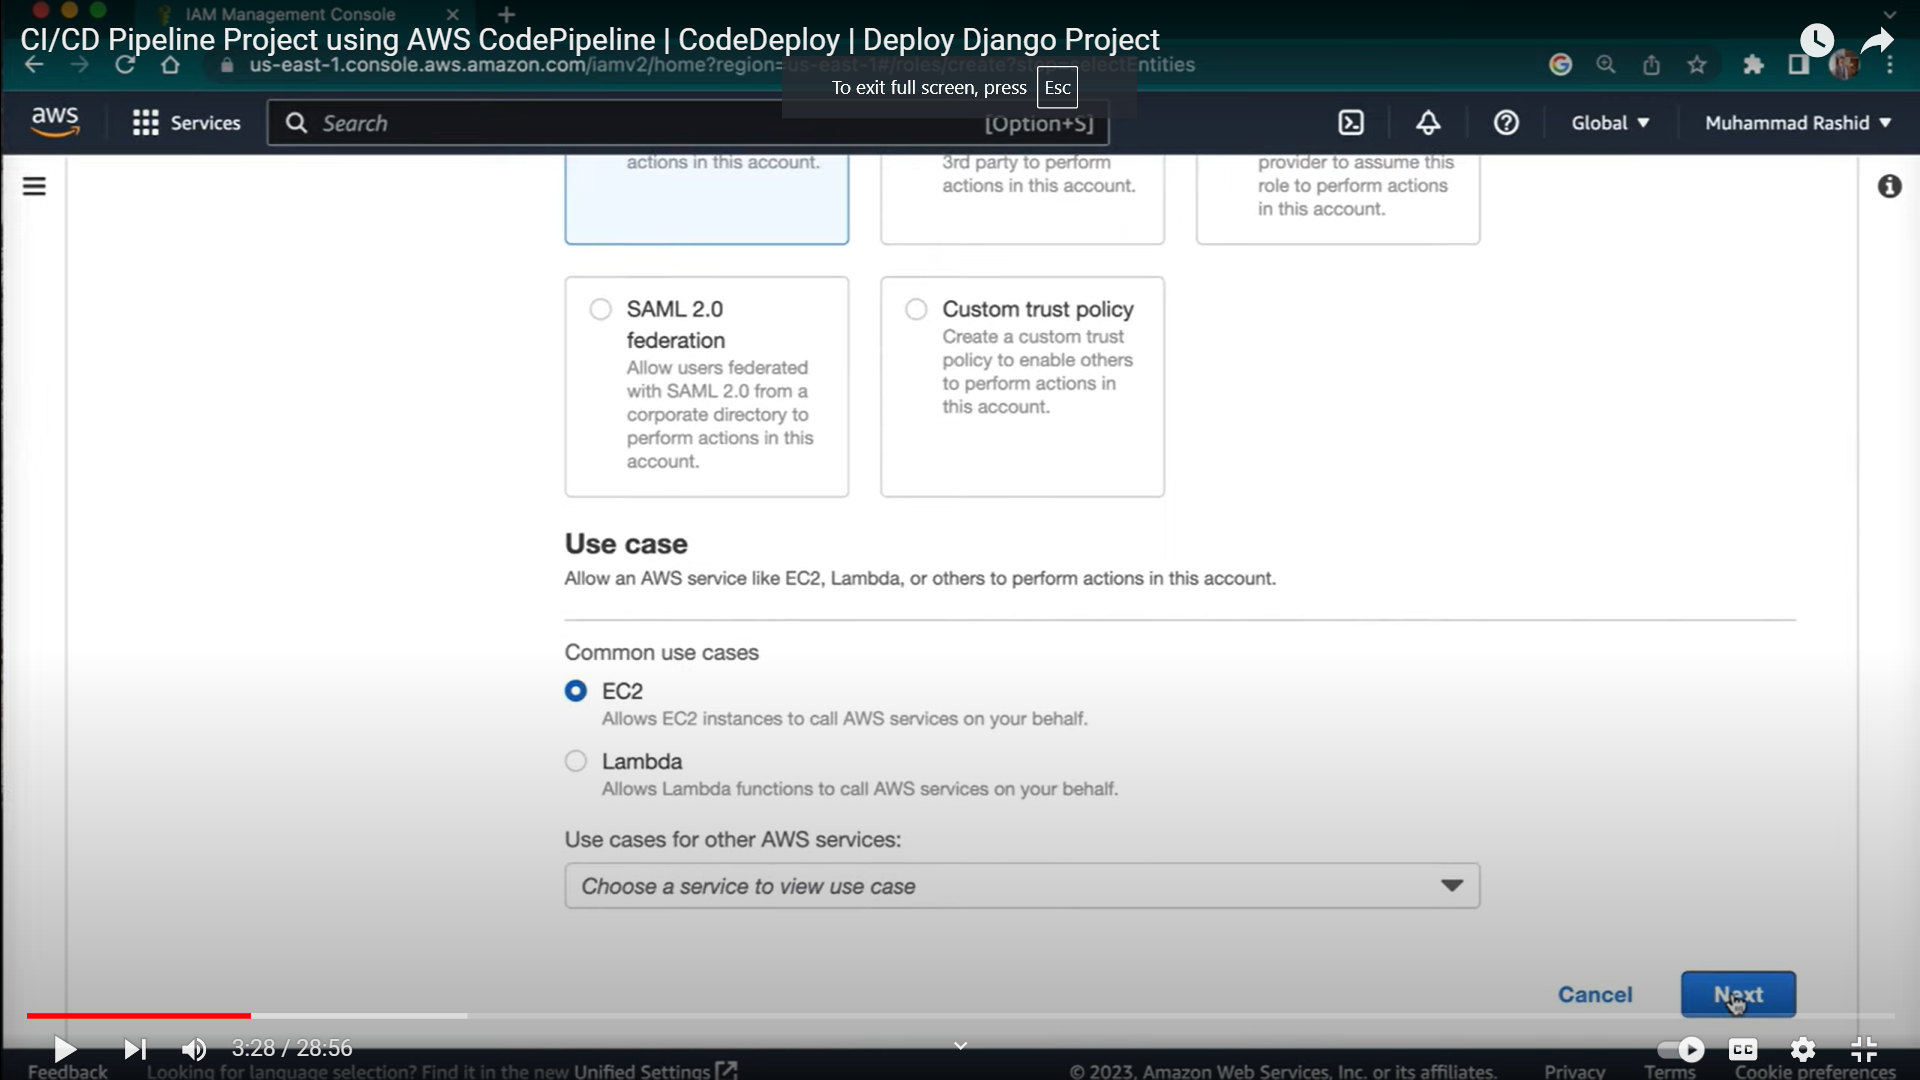 IAM Management Console
CI/CD Pipeline Project using AWS CodePipeline | CodeDeploy | Deploy Django Project
us-east-1.console.aws.amazon.com/iamv2/home?region=us-east-1#/roles/create?step=selectEntities
To exit full screen, press Esc
aws Services Search [Option+S] Global Muhammad Rashid
actions in this account.
3rd party to perform
actions in this account.
provider to assume this
role to perform actions
in this account.
SAML 2.0
federation
Allow users federated
with SAML 2.0 from a
corporate directory to
perform actions in this
account.
Custom trust policy
Create a custom trust
policy to enable others
to perform actions in
this account.
Use case
Allow an AWS service like EC2, Lambda, or others to perform actions in this account.
Common use cases
EC2
Allows EC2 instances to call AWS services on your behalf.
Lambda
Allows Lambda functions to call AWS services on your behalf.
Use cases for other AWS services:
Choose a service to view use case
Cancel Next
3:28 / 28:56 CC
Feedback Looking for language selection? Find it in the new Unified Settings © 2023, Amazon Web Services, Inc. or its affiliates. Privacy Terms Cookie preferences